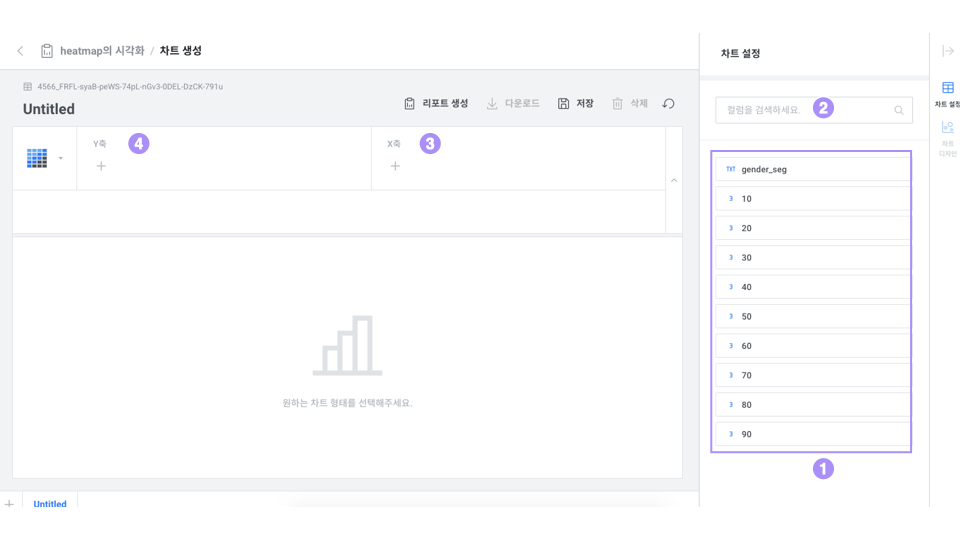 heatmap의 시각화 / 차트 생성
4566_FRFL-syaB-peWS-74pL-nGv3-0DEL-DzCK-791u
Untitled
리포트 생성
다운로드
저장
삭제
Y축
4
X축
3
원하는 차트 형태를 선택해주세요.
Untitled
차트 설정
컬럼을 검색하세요.
2
TXT gender_seg
3 10
3 20
3 30
3 40
3 50
3 60
3 70
3 80
3 90
1
차트 설정
차트
디자인